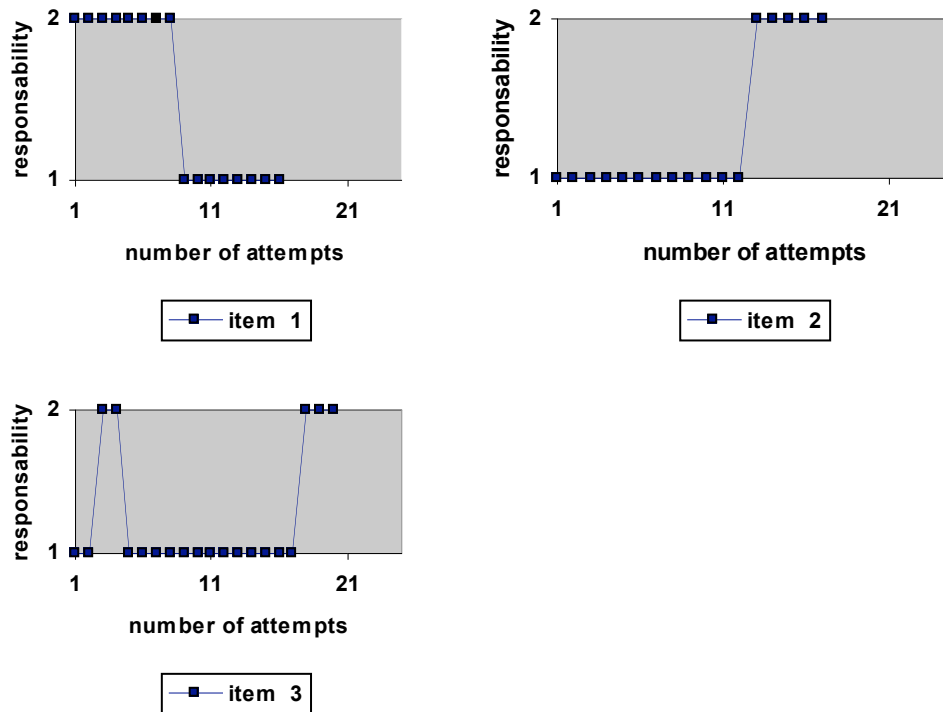 2
responsability
1
1 11 21
number of attempts
item 1
2
responsability
1
1 11 21
number of attempts
item 2
2
responsability
1
1 11 21
number of attempts
item 3